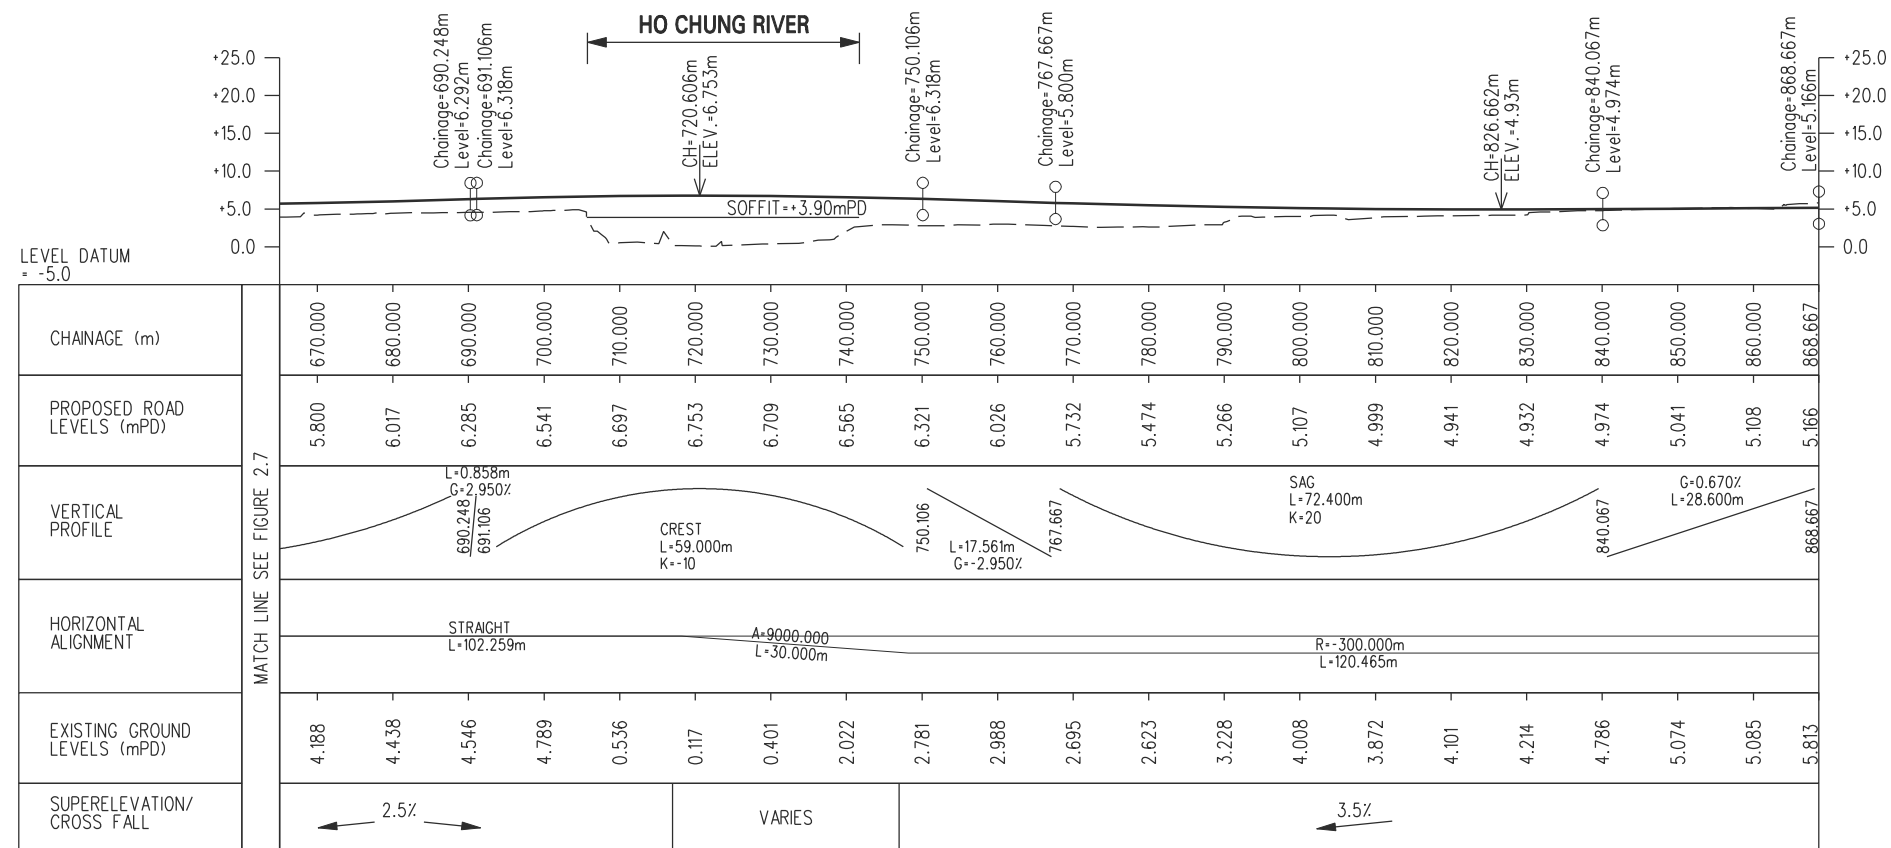 HO CHUNG RIVER
Chainage=690.248m
Level=6.292m
Chainage=691.106m
Level=6.318m
CH=720.606m
ELEV.=6.753m
Chainage=750.106m
Level=6.318m
Chainage=767.667m
Level=5.800m
CH=826.662m
ELEV.=4.93m
Chainage=840.067m
Level=4.974m
Chainage=868.667m
Level=5.166m
+25.0 +25.0
+20.0 +20.0
+15.0 +15.0
+10.0 +10.0
+5.0 +5.0
0.0 0.0
SOFFIT=+3.90mPD
LEVEL DATUM
= -5.0
MATCH LINE SEE FIGURE 2.7
CHAINAGE (m)
670.000 680.000 690.000 700.000 710.000 720.000 730.000 740.000 750.000 760.000 770.000 780.000 790.000 800.000 810.000 820.000 830.000 840.000 850.000 860.000 868.667
PROPOSED ROAD
LEVELS (mPD)
5.800 6.017 6.285 6.541 6.697 6.753 6.709 6.565 6.321 6.026 5.732 5.474 5.266 5.107 4.999 4.941 4.932 4.974 5.041 5.108 5.166
VERTICAL
PROFILE
L=0.858m
G=2.950%
690.248
691.106
CREST
L=59.000m
K=-10
750.106
L=17.561m
G=-2.950%
767.667
SAG
L=72.400m
K=20
840.067
G=0.670%
L=28.600m
868.667
HORIZONTAL
ALIGNMENT
STRAIGHT
L=102.259m
A=9000.000
L=30.000m
R=-300.000m
L=120.465m
EXISTING GROUND
LEVELS (mPD)
4.188 4.438 4.546 4.789 0.536 0.117 0.401 2.022 2.781 2.988 2.695 2.623 3.228 4.008 3.872 4.101 4.214 4.786 5.074 5.085 5.813
SUPERELEVATION/
CROSS FALL
2.5%
VARIES
3.5%